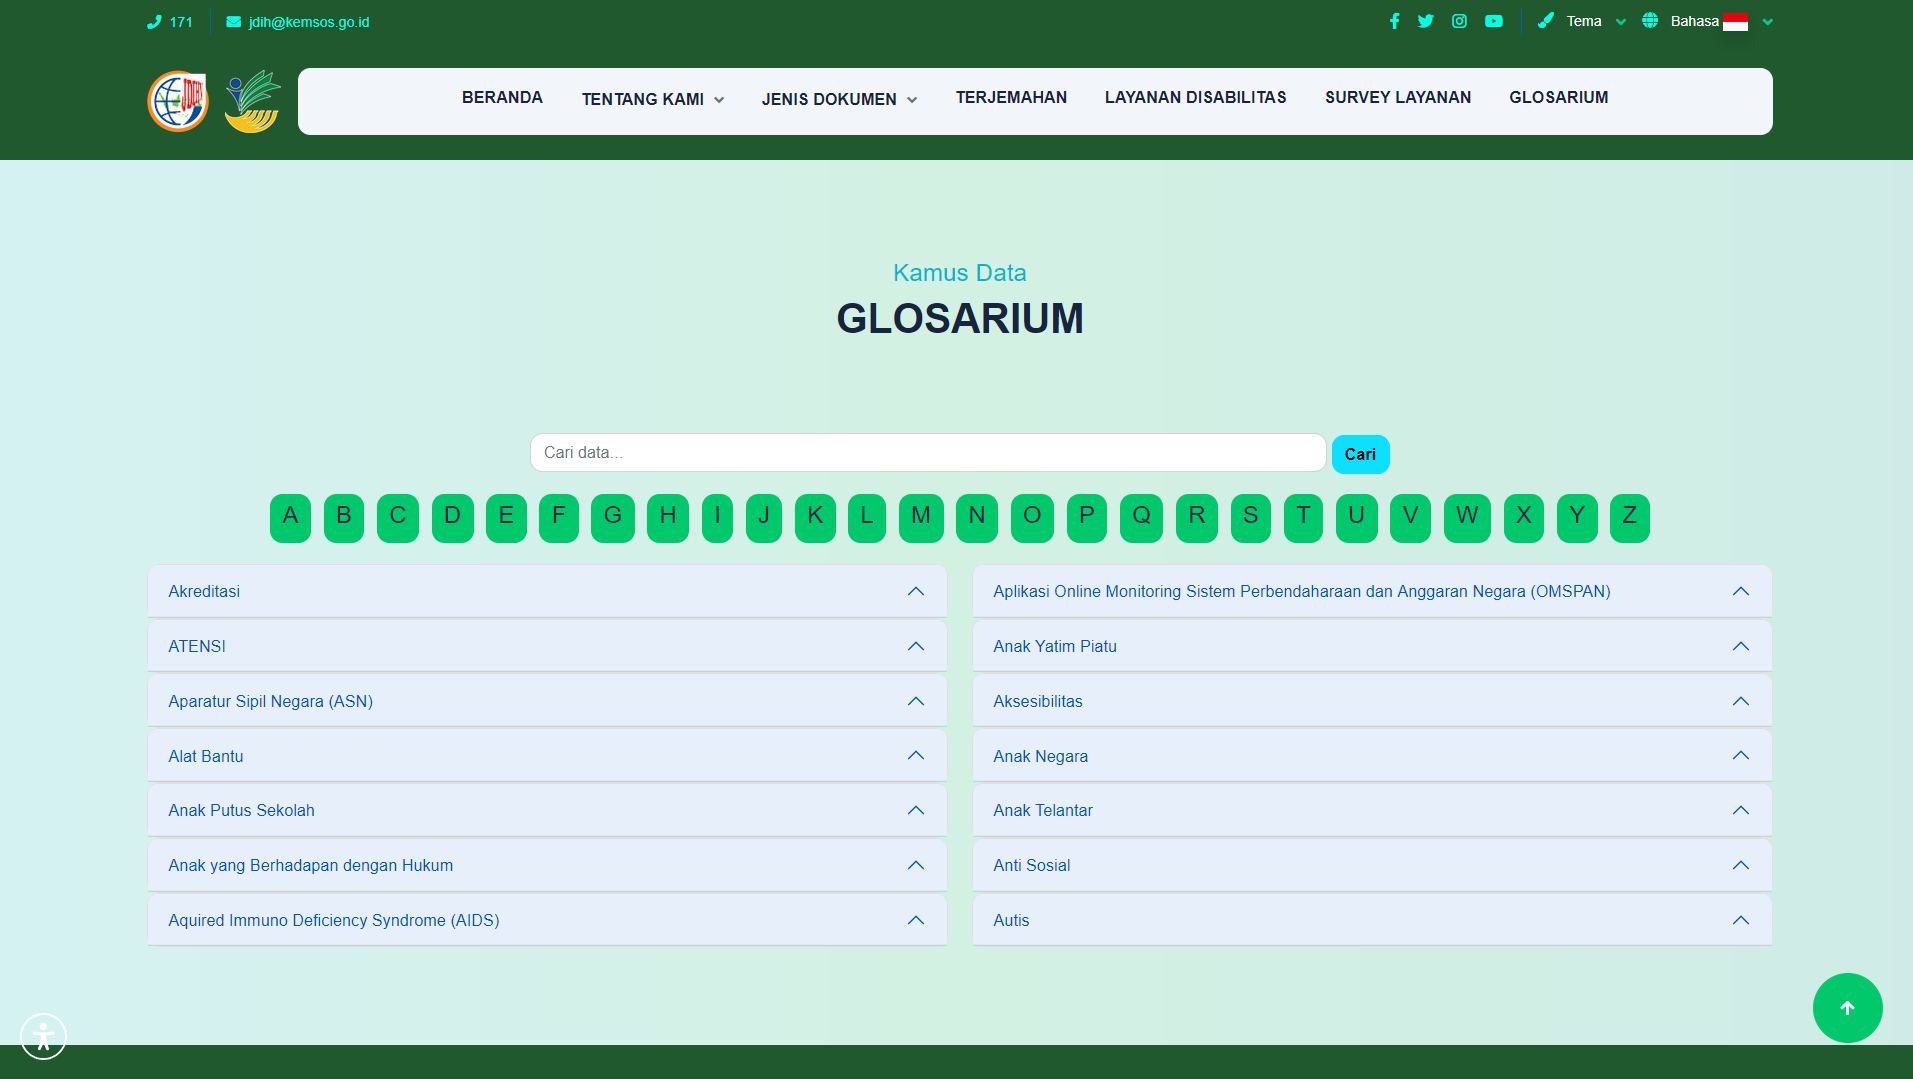 171
jdih@kemsos.go.id
Tema
Bahasa
JDIHN
BERANDA
TENTANG KAMI
JENIS DOKUMEN
TERJEMAHAN
LAYANAN DISABILITAS
SURVEY LAYANAN
GLOSARIUM
Kamus Data
GLOSARIUM
Cari data...
Cari
A B C D E F G H I J K L M N O P Q R S T U V W X Y Z
Akreditasi
Aplikasi Online Monitoring Sistem Perbendaharaan dan Anggaran Negara (OMSPAN)
ATENSI
Anak Yatim Piatu
Aparatur Sipil Negara (ASN)
Aksesibilitas
Alat Bantu
Anak Negara
Anak Putus Sekolah
Anak Telantar
Anak yang Berhadapan dengan Hukum
Anti Sosial
Aquired Immuno Deficiency Syndrome (AIDS)
Autis